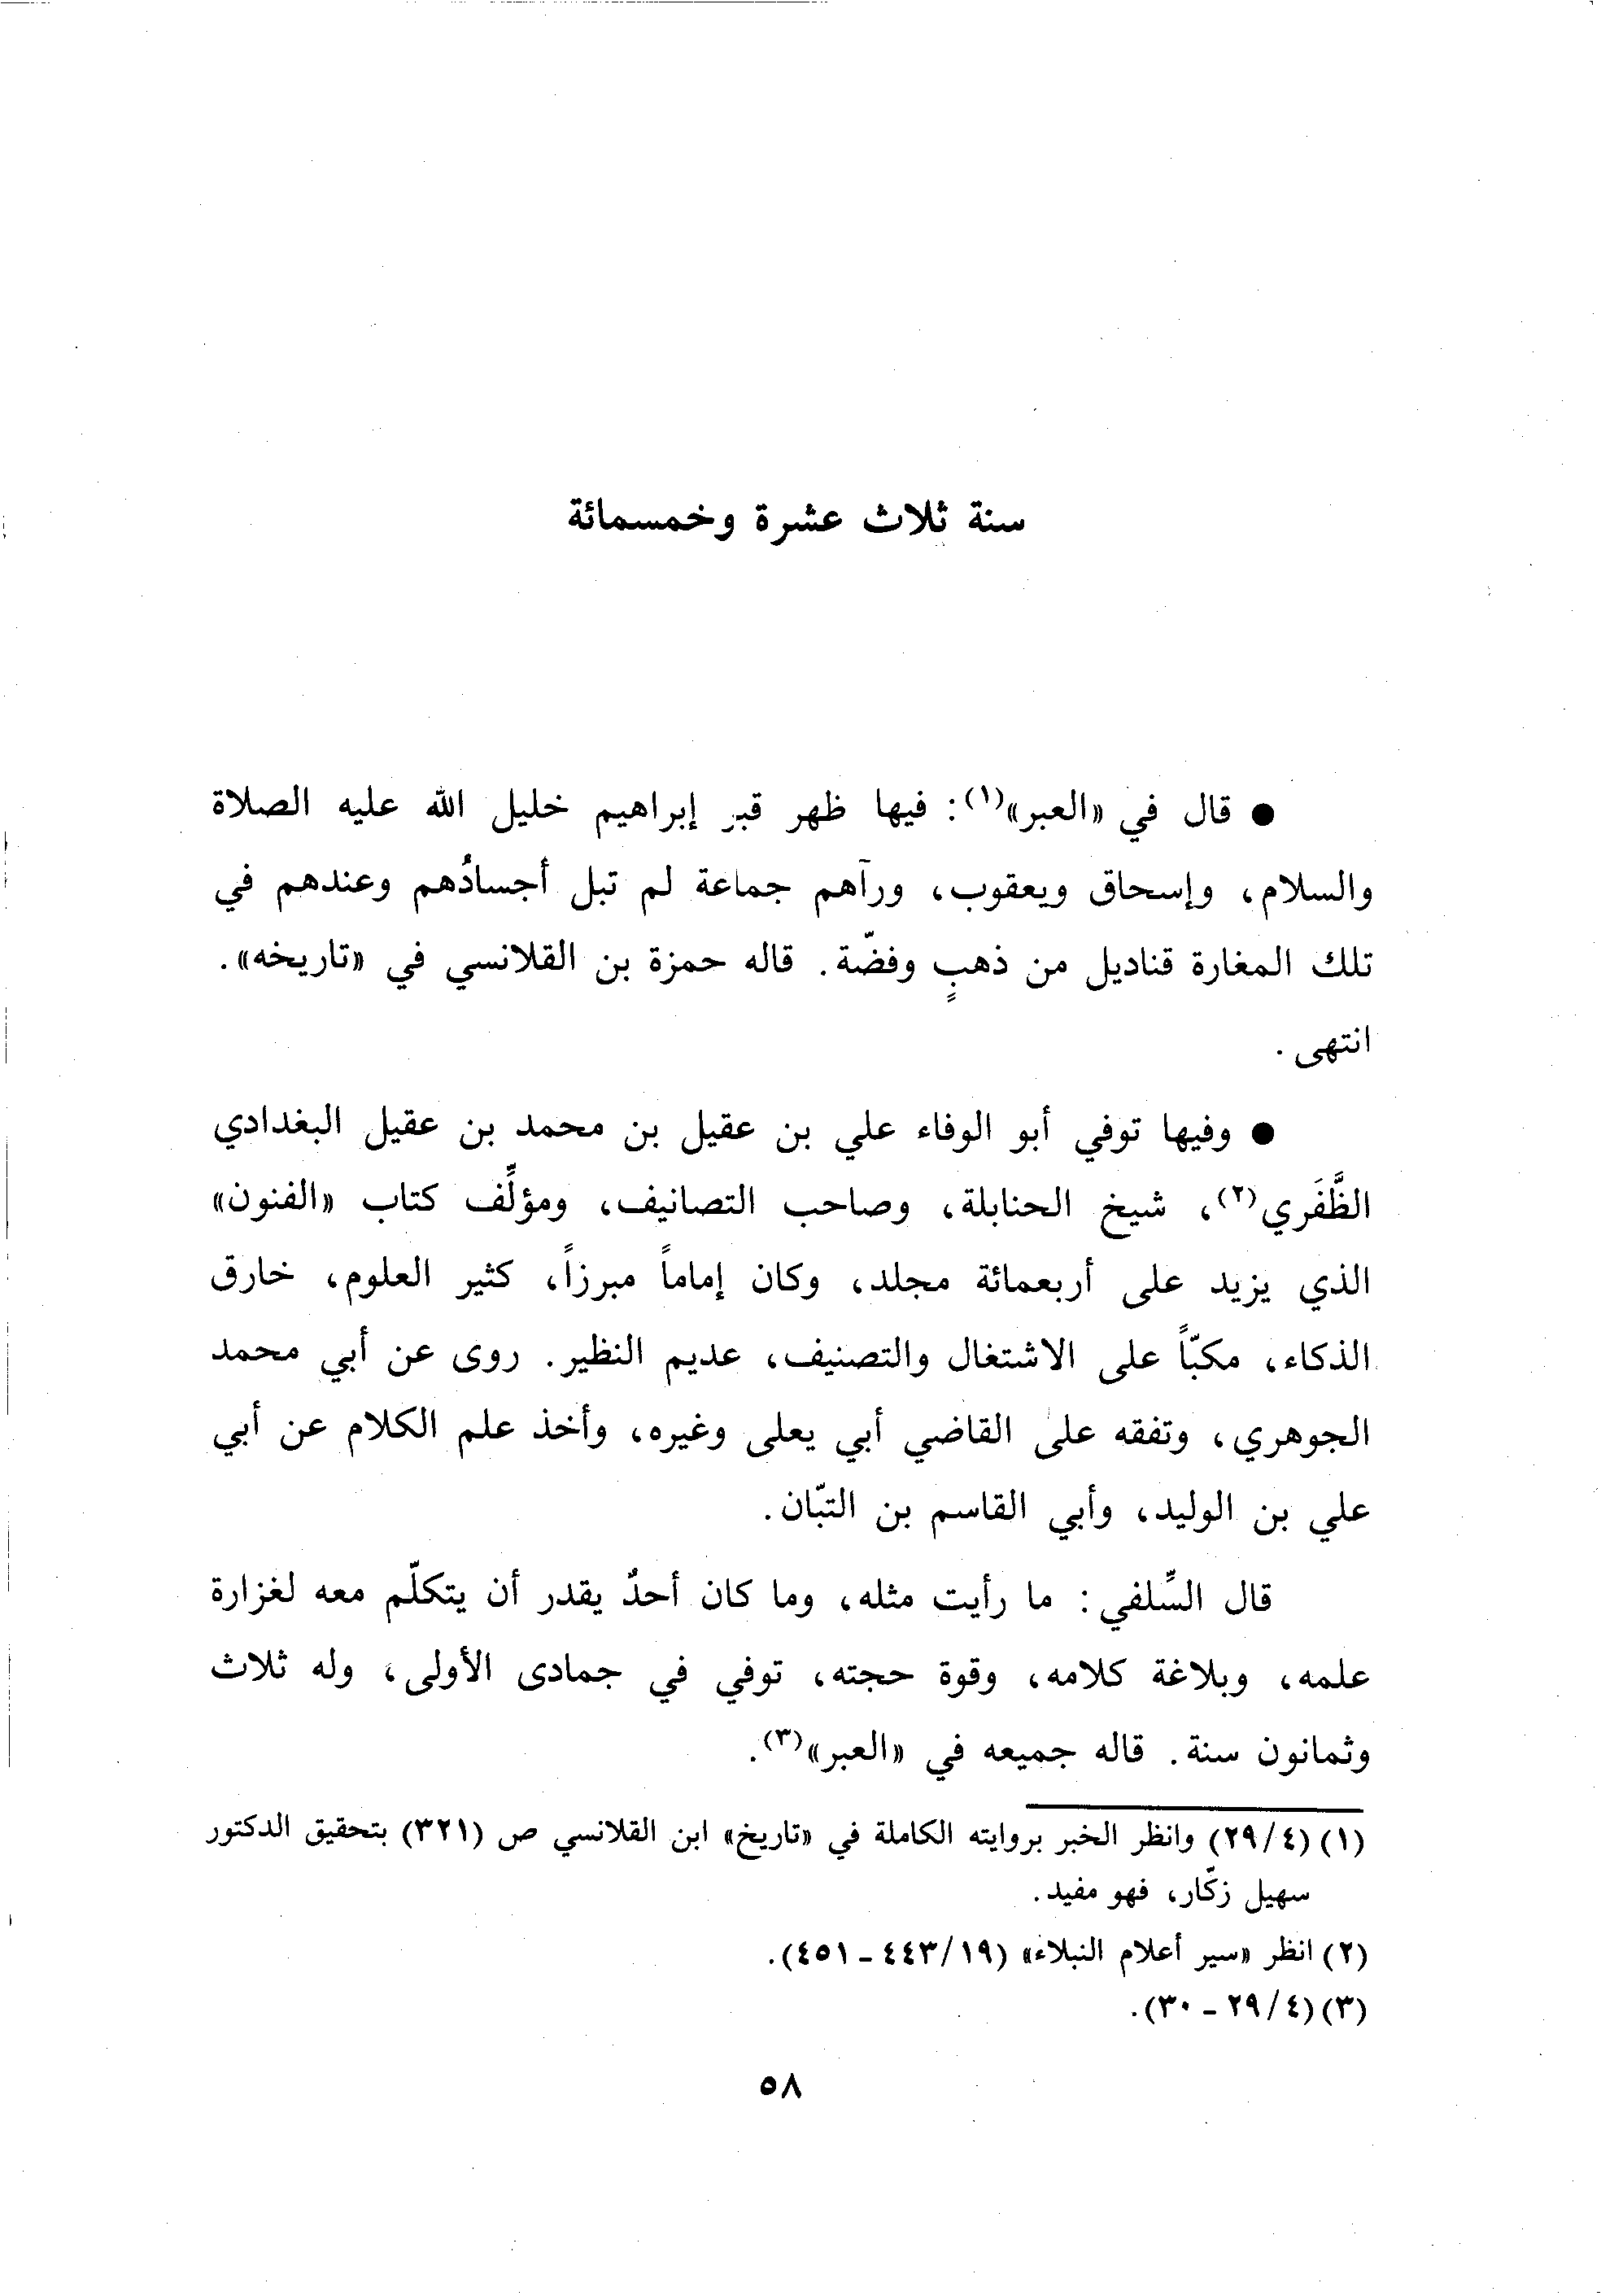 سنة ثلاث عشرة وخمسمائة
● قال في «العبر»(١): فيها ظهر قبر إبراهيم خليل الله عليه الصلاة
والسلام، وإسحاق ويعقوب، ورآهم جماعة لم تبل أجسادُهم وعندهم في
تلك المغارة قناديل من ذهبٍ وفضّة. قاله حمزة بن القلانسي في «تاريخه».
انتهى.
● وفيها توفي أبو الوفاء علي بن عقيل بن محمد بن عقيل البغدادي
الظَّفَري(٢)، شيخ الحنابلة، وصاحب التصانيف، ومؤلِّف كتاب «الفنون»
الذي يزيد على أربعمائة مجلد، وكان إماماً مبرزاً، كثير العلوم، خارق
الذكاء، مكبّاً على الاشتغال والتصنيف، عديم النظير. روى عن أبي محمد
الجوهري، وتفقه على القاضي أبي يعلى وغيره، وأخذ علم الكلام عن أبي
علي بن الوليد، وأبي القاسم بن التبّان.
قال السِّلفي: ما رأيت مثله، وما كان أحدٌ يقدر أن يتكلّم معه لغزارة
علمه، وبلاغة كلامه، وقوة حجته، توفي في جمادى الأولى، وله ثلاث
وثمانون سنة. قاله جميعه في «العبر»(٣).
(١) (٤/ ٢٩) وانظر الخبر بروايته الكاملة في «تاريخ» ابن القلانسي ص (٣٢١) بتحقيق الدكتور
سهيل زكّار، فهو مفيد.
(٢) انظر «سير أعلام النبلاء» (١٩/ ٤٤٣ - ٤٥١).
(٣) (٤/ ٢٩ - ٣٠).
٥٨